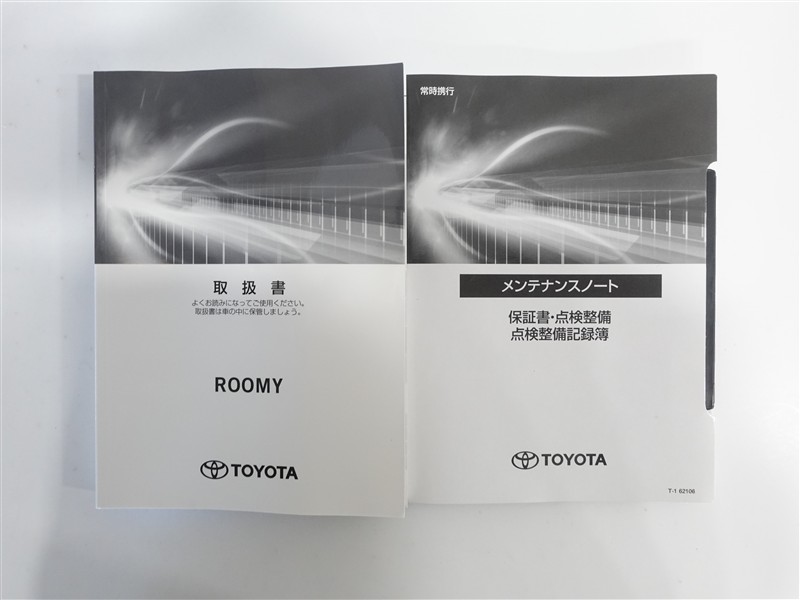 取扱書
よくお読みになってご使用ください。
取扱書は車の中に保管しましょう。
ROOMY
TOYOTA
常時携行
メンテナンスノート
保証書・点検整備
点検整備記録簿
TOYOTA
T-1 62106